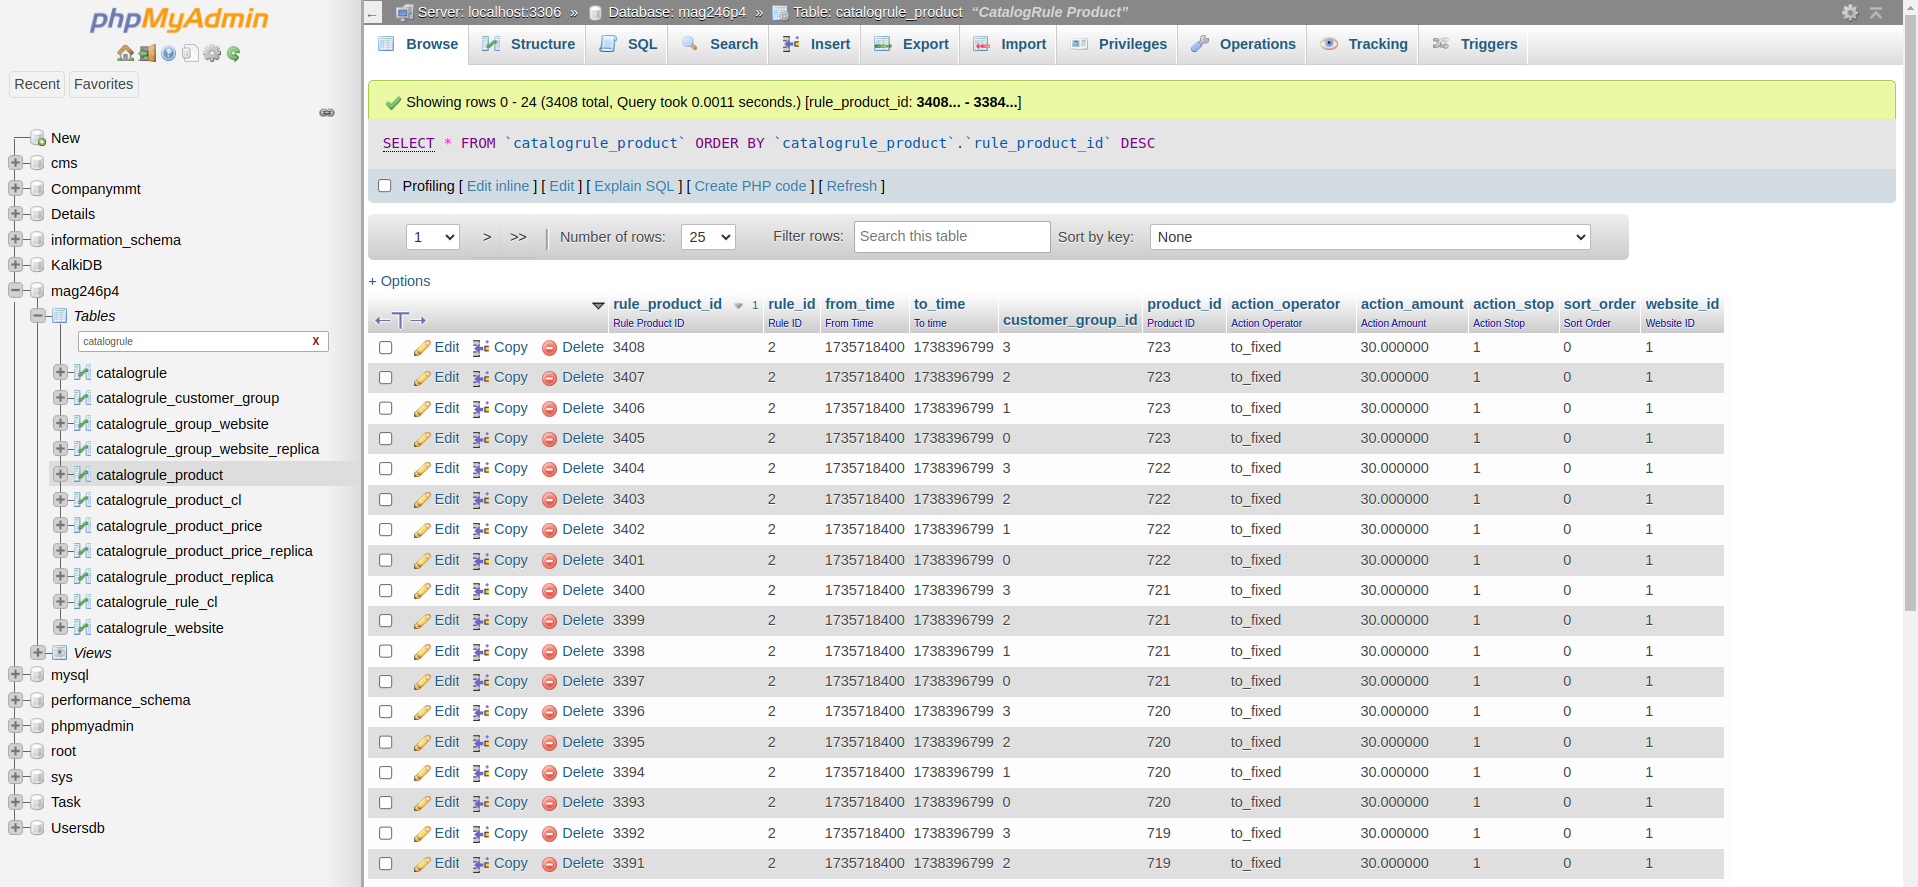 phpMyAdmin
Recent Favorites
New
cms
Companymmt
Details
information_schema
KalkiDB
mag246p4
Tables
catalogrule X
catalogrule
catalogrule_customer_group
catalogrule_group_website
catalogrule_group_website_replica
catalogrule_product
catalogrule_product_cl
catalogrule_product_price
catalogrule_product_price_replica
catalogrule_product_replica
catalogrule_rule_cl
catalogrule_website
Views
mysql
performance_schema
phpmyadmin
root
sys
Task
Usersdb
← Server: localhost:3306 » Database: mag246p4 » Table: catalogrule_product “CatalogRule Product”
Browse Structure SQL Search Insert Export Import Privileges Operations Tracking Triggers
Showing rows 0 - 24 (3408 total, Query took 0.0011 seconds.) [rule_product_id: 3408... - 3384...]
SELECT * FROM `catalogrule_product` ORDER BY `catalogrule_product`.`rule_product_id` DESC
Profiling [ Edit inline ] [ Edit ] [ Explain SQL ] [ Create PHP code ] [ Refresh ]
1 > >> | Number of rows: 25 Filter rows: Search this table Sort by key: None
+ Options
←T→ rule_product_id 1 rule_id from_time to_time customer_group_id product_id action_operator action_amount action_stop sort_order website_id
Rule Product ID Rule ID From Time To time Product ID Action Operator Action Amount Action Stop Sort Order Website ID
Edit Copy Delete 3408 2 1735718400 1738396799 3 723 to_fixed 30.000000 1 0 1
Edit Copy Delete 3407 2 1735718400 1738396799 2 723 to_fixed 30.000000 1 0 1
Edit Copy Delete 3406 2 1735718400 1738396799 1 723 to_fixed 30.000000 1 0 1
Edit Copy Delete 3405 2 1735718400 1738396799 0 723 to_fixed 30.000000 1 0 1
Edit Copy Delete 3404 2 1735718400 1738396799 3 722 to_fixed 30.000000 1 0 1
Edit Copy Delete 3403 2 1735718400 1738396799 2 722 to_fixed 30.000000 1 0 1
Edit Copy Delete 3402 2 1735718400 1738396799 1 722 to_fixed 30.000000 1 0 1
Edit Copy Delete 3401 2 1735718400 1738396799 0 722 to_fixed 30.000000 1 0 1
Edit Copy Delete 3400 2 1735718400 1738396799 3 721 to_fixed 30.000000 1 0 1
Edit Copy Delete 3399 2 1735718400 1738396799 2 721 to_fixed 30.000000 1 0 1
Edit Copy Delete 3398 2 1735718400 1738396799 1 721 to_fixed 30.000000 1 0 1
Edit Copy Delete 3397 2 1735718400 1738396799 0 721 to_fixed 30.000000 1 0 1
Edit Copy Delete 3396 2 1735718400 1738396799 3 720 to_fixed 30.000000 1 0 1
Edit Copy Delete 3395 2 1735718400 1738396799 2 720 to_fixed 30.000000 1 0 1
Edit Copy Delete 3394 2 1735718400 1738396799 1 720 to_fixed 30.000000 1 0 1
Edit Copy Delete 3393 2 1735718400 1738396799 0 720 to_fixed 30.000000 1 0 1
Edit Copy Delete 3392 2 1735718400 1738396799 3 719 to_fixed 30.000000 1 0 1
Edit Copy Delete 3391 2 1735718400 1738396799 2 719 to_fixed 30.000000 1 0 1